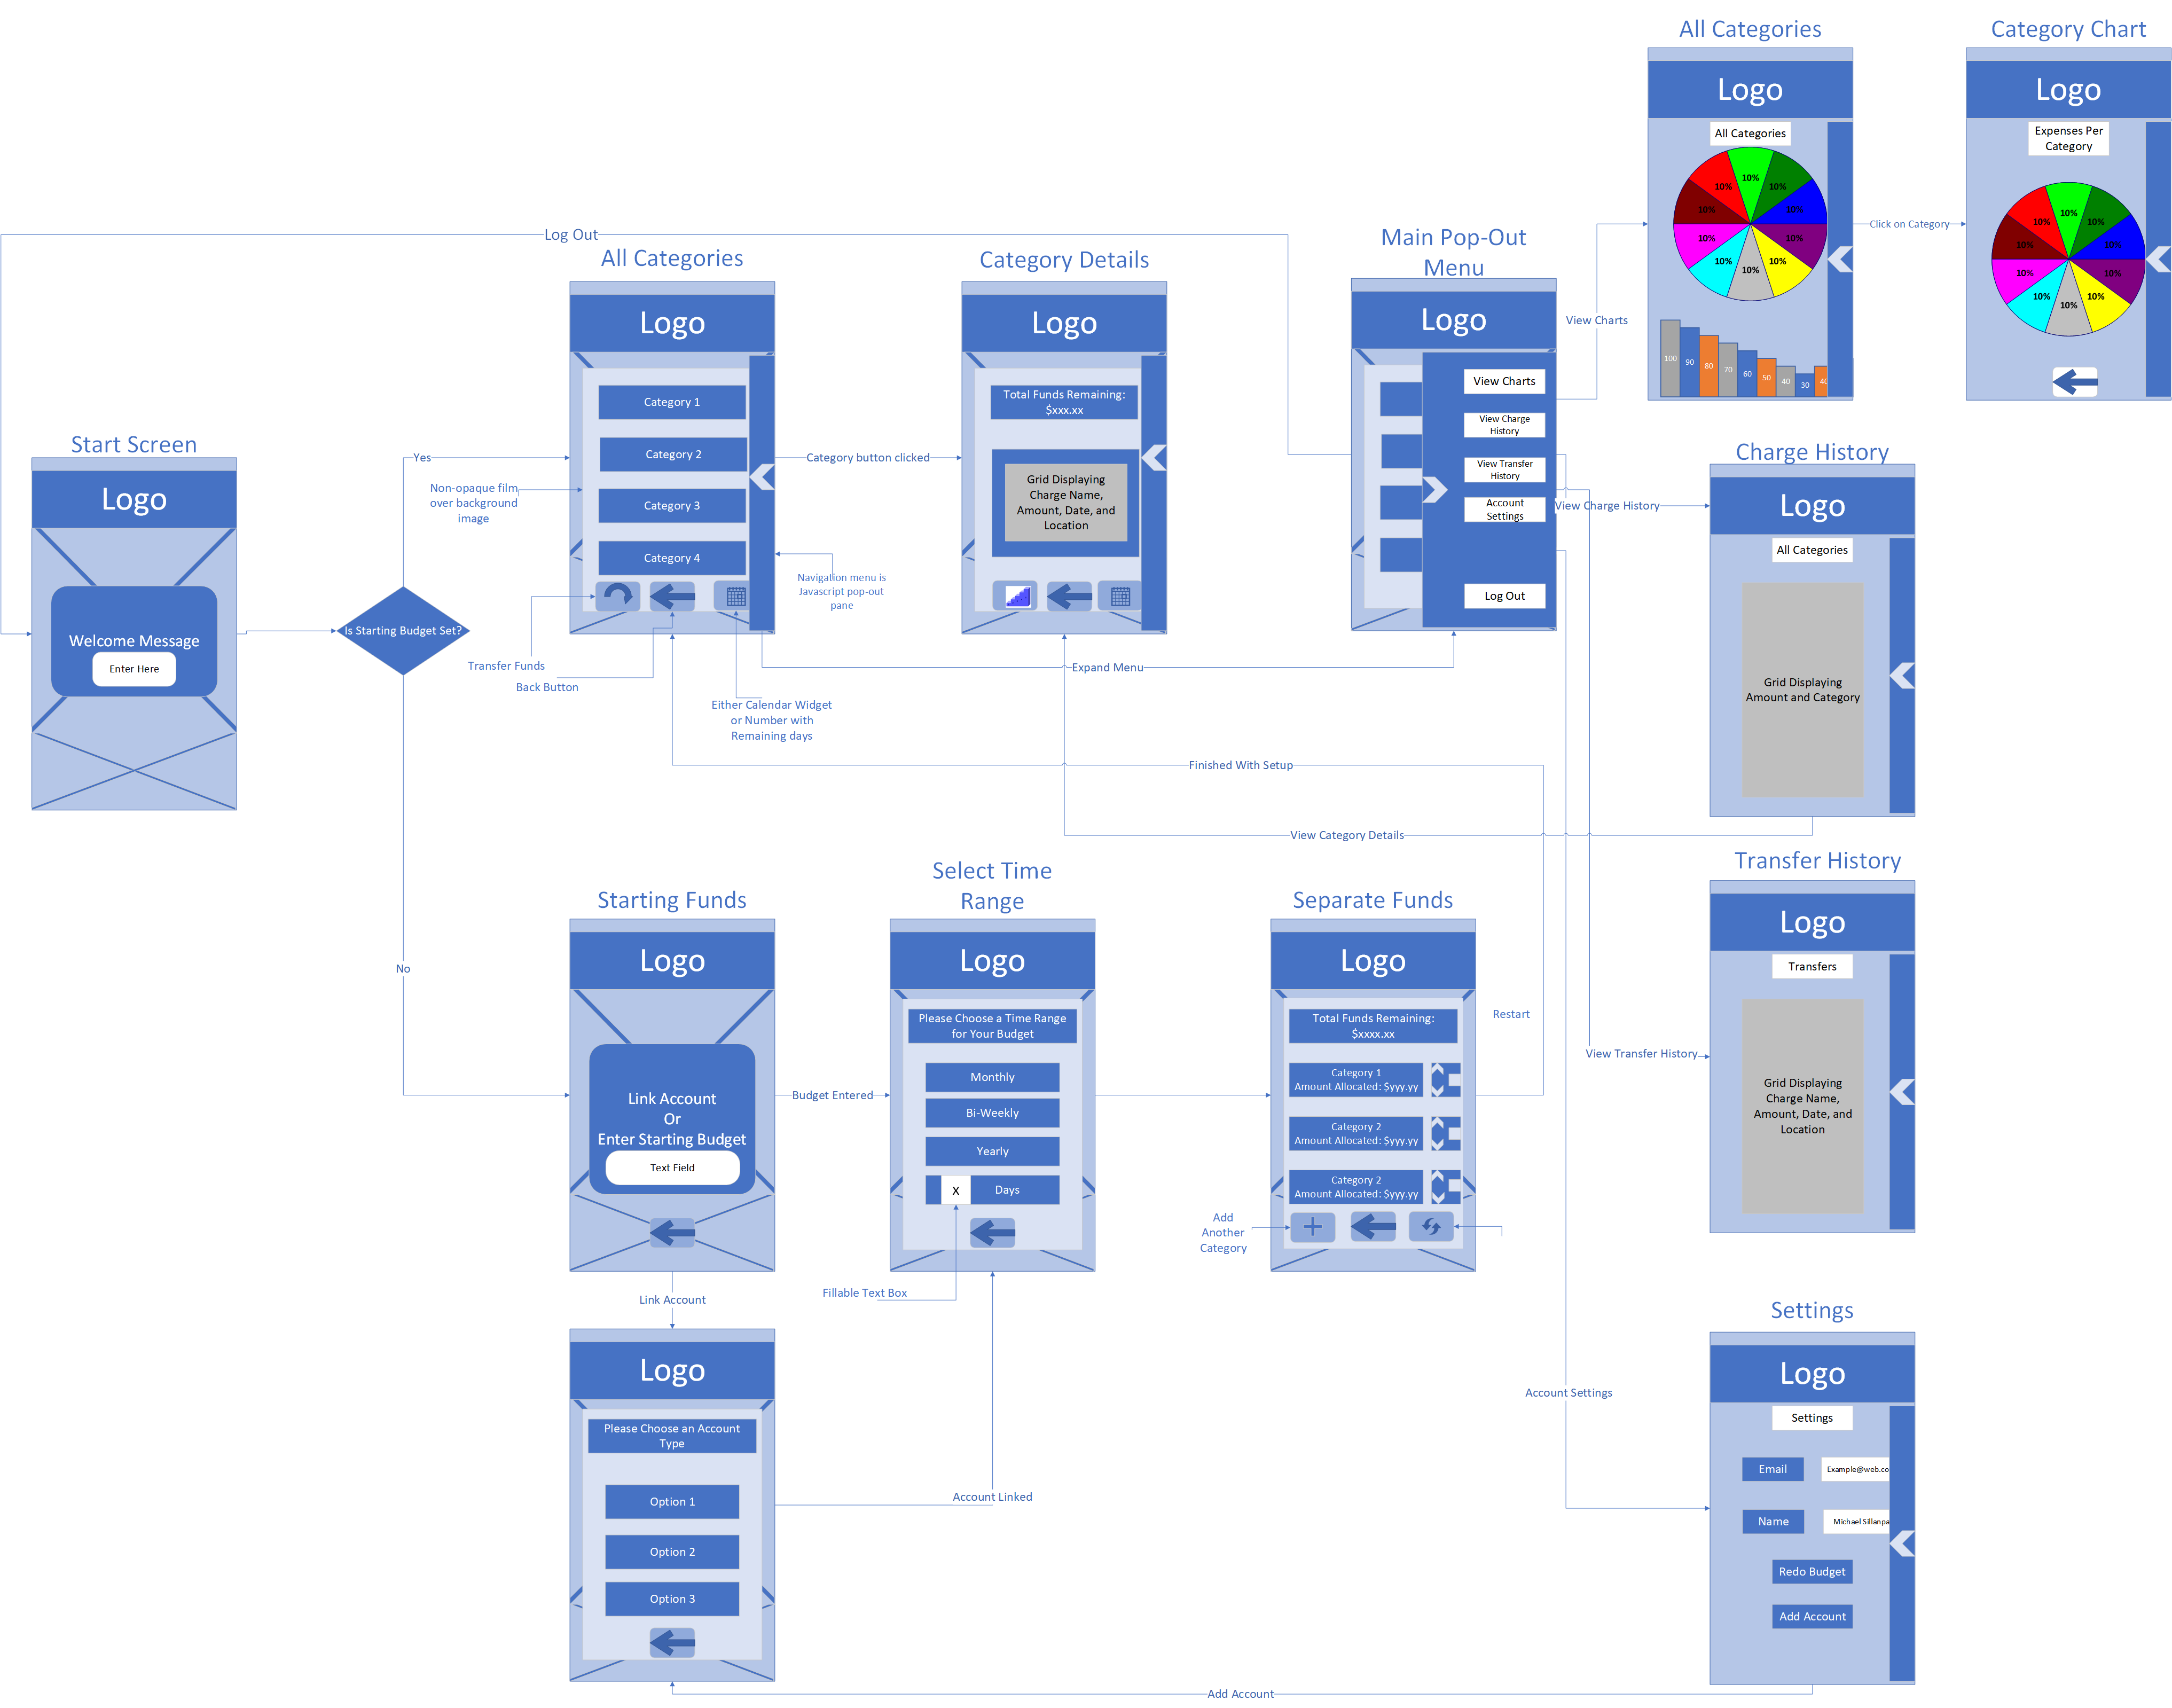 All Categories
Logo
All Categories
10%
10%
10%
10%
10%
10%
10%
10%
10%
10%
100
90
80
70
60
50
40
30
Click on Category
Category Chart
Logo
Expenses Per
Category
10%
10%
10%
10%
10%
10%
10%
10%
10%
10%
Log Out
All Categories
Logo
Category 1
Category 2
Category 3
Category 4
Category Details
Logo
Total Funds Remaining:
$xxx.xx
Grid Displaying
Charge Name,
Amount, Date, and
Location
Main Pop-Out
Menu
Logo
View Charts
View Charge
History
View Transfer
History
Account
Settings
Log Out
View Charts
View Charge History
Start Screen
Logo
Welcome Message
Enter Here
Is Starting Budget Set?
Yes
Non-opaque film
over background
image
Category button clicked
Navigation menu is
Javascript pop-out
pane
Transfer Funds
Back Button
Either Calendar Widget
or Number with
Remaining days
Expand Menu
Finished With Setup
View Category Details
Charge History
Logo
All Categories
Grid Displaying
Amount and Category
No
Starting Funds
Logo
Link Account
Or
Enter Starting Budget
Text Field
Budget Entered
Select Time
Range
Logo
Please Choose a Time Range
for Your Budget
Monthly
Bi-Weekly
Yearly
X
Days
Fillable Text Box
Separate Funds
Logo
Total Funds Remaining:
$xxxx.xx
Category 1
Amount Allocated: $yyy.yy
Category 2
Amount Allocated: $yyy.yy
Category 2
Amount Allocated: $yyy.yy
Add
Another
Category
Restart
View Transfer History
Transfer History
Logo
Transfers
Grid Displaying
Charge Name,
Amount, Date, and
Location
Link Account
Logo
Please Choose an Account
Type
Option 1
Option 2
Option 3
Account Linked
Account Settings
Settings
Logo
Settings
Email
Example@web.co
Name
Michael Sillanpa
Redo Budget
Add Account
Add Account